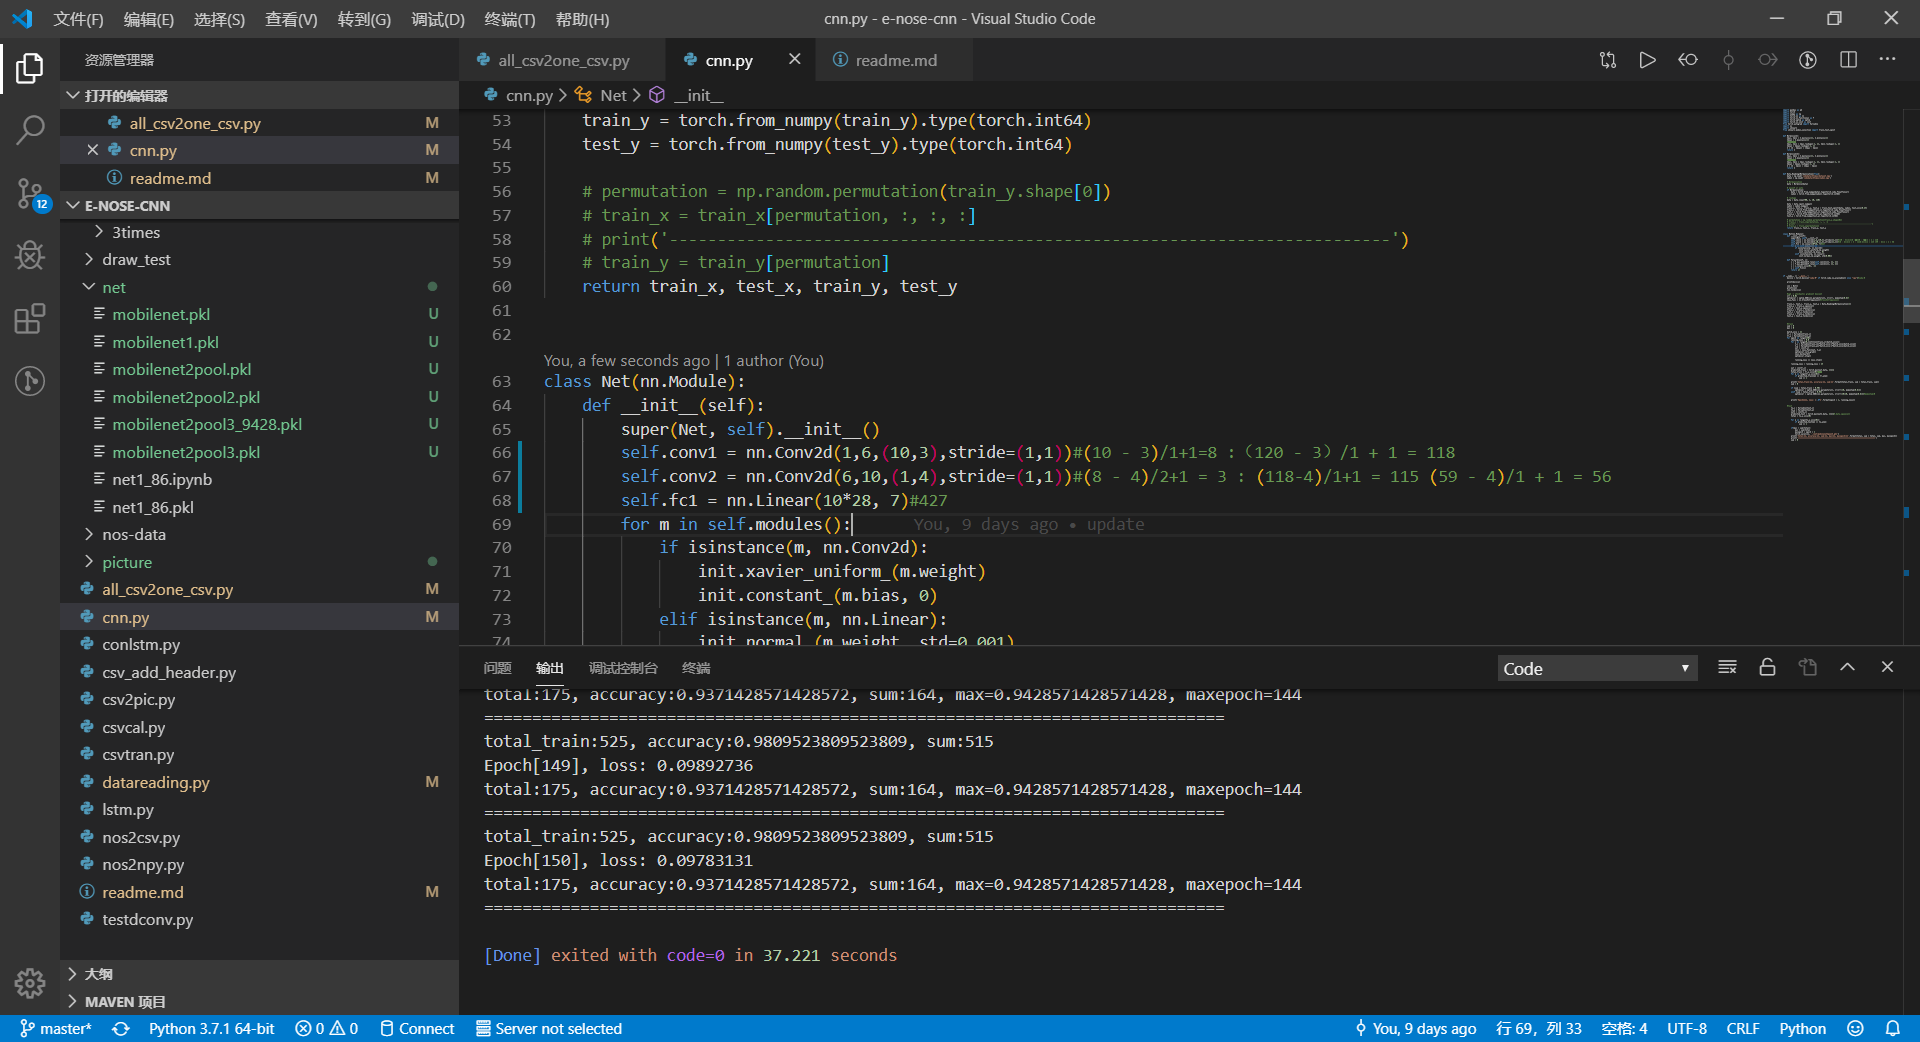 文件(F) 编辑(E) 选择(S) 查看(V) 转到(G) 调试(D) 终端(T) 帮助(H)
cnn.py - e-nose-cnn - Visual Studio Code
资源管理器
打开的编辑器
all_csv2one_csv.py M
cnn.py M
readme.md M
12
E-NOSE-CNN
3times
draw_test
net
mobilenet.pkl U
mobilenet1.pkl U
mobilenet2pool.pkl U
mobilenet2pool2.pkl U
mobilenet2pool3_9428.pkl U
mobilenet2pool3.pkl U
net1_86.ipynb
net1_86.pkl
nos-data
picture
all_csv2one_csv.py M
cnn.py M
conlstm.py
csv_add_header.py
csv2pic.py
csvcal.py
csvtran.py
datareading.py M
lstm.py
nos2csv.py
nos2npy.py
readme.md M
testdconv.py
大纲
MAVEN 项目
all_csv2one_csv.py cnn.py readme.md
cnn.py Net __init__
53 train_y = torch.from_numpy(train_y).type(torch.int64)
54 test_y = torch.from_numpy(test_y).type(torch.int64)
55
56 # permutation = np.random.permutation(train_y.shape[0])
57 # train_x = train_x[permutation, :, :, :]
58 # print('---------------------------------------------------------------------------')
59 # train_y = train_y[permutation]
60 return train_x, test_x, train_y, test_y
61
62
You, a few seconds ago | 1 author (You)
63 class Net(nn.Module):
64 def __init__(self):
65 super(Net, self).__init__()
66 self.conv1 = nn.Conv2d(1,6,(10,3),stride=(1,1))#(10 - 3)/1+1=8 :（120 - 3）/1 + 1 = 118
67 self.conv2 = nn.Conv2d(6,10,(1,4),stride=(1,1))#(8 - 4)/2+1 = 3 : (118-4)/1+1 = 115 (59 - 4)/1 + 1 = 56
68 self.fc1 = nn.Linear(10*28, 7)#427
69 for m in self.modules(): You, 9 days ago • update
70 if isinstance(m, nn.Conv2d):
71 init.xavier_uniform_(m.weight)
72 init.constant_(m.bias, 0)
73 elif isinstance(m, nn.Linear):
74 init.normal_(m.weight, std=0.001)
问题 输出 调试控制台 终端
Code
total:175, accuracy:0.9371428571428572, sum:164, max=0.9428571428571428, maxepoch=144
=============================================================================
total_train:525, accuracy:0.9809523809523809, sum:515
Epoch[149], loss: 0.09892736
total:175, accuracy:0.9371428571428572, sum:164, max=0.9428571428571428, maxepoch=144
=============================================================================
total_train:525, accuracy:0.9809523809523809, sum:515
Epoch[150], loss: 0.09783131
total:175, accuracy:0.9371428571428572, sum:164, max=0.9428571428571428, maxepoch=144
=============================================================================
[Done] exited with code=0 in 37.221 seconds
master* Python 3.7.1 64-bit 0 0 Connect Server not selected
You, 9 days ago 行 69，列 33 空格: 4 UTF-8 CRLF Python